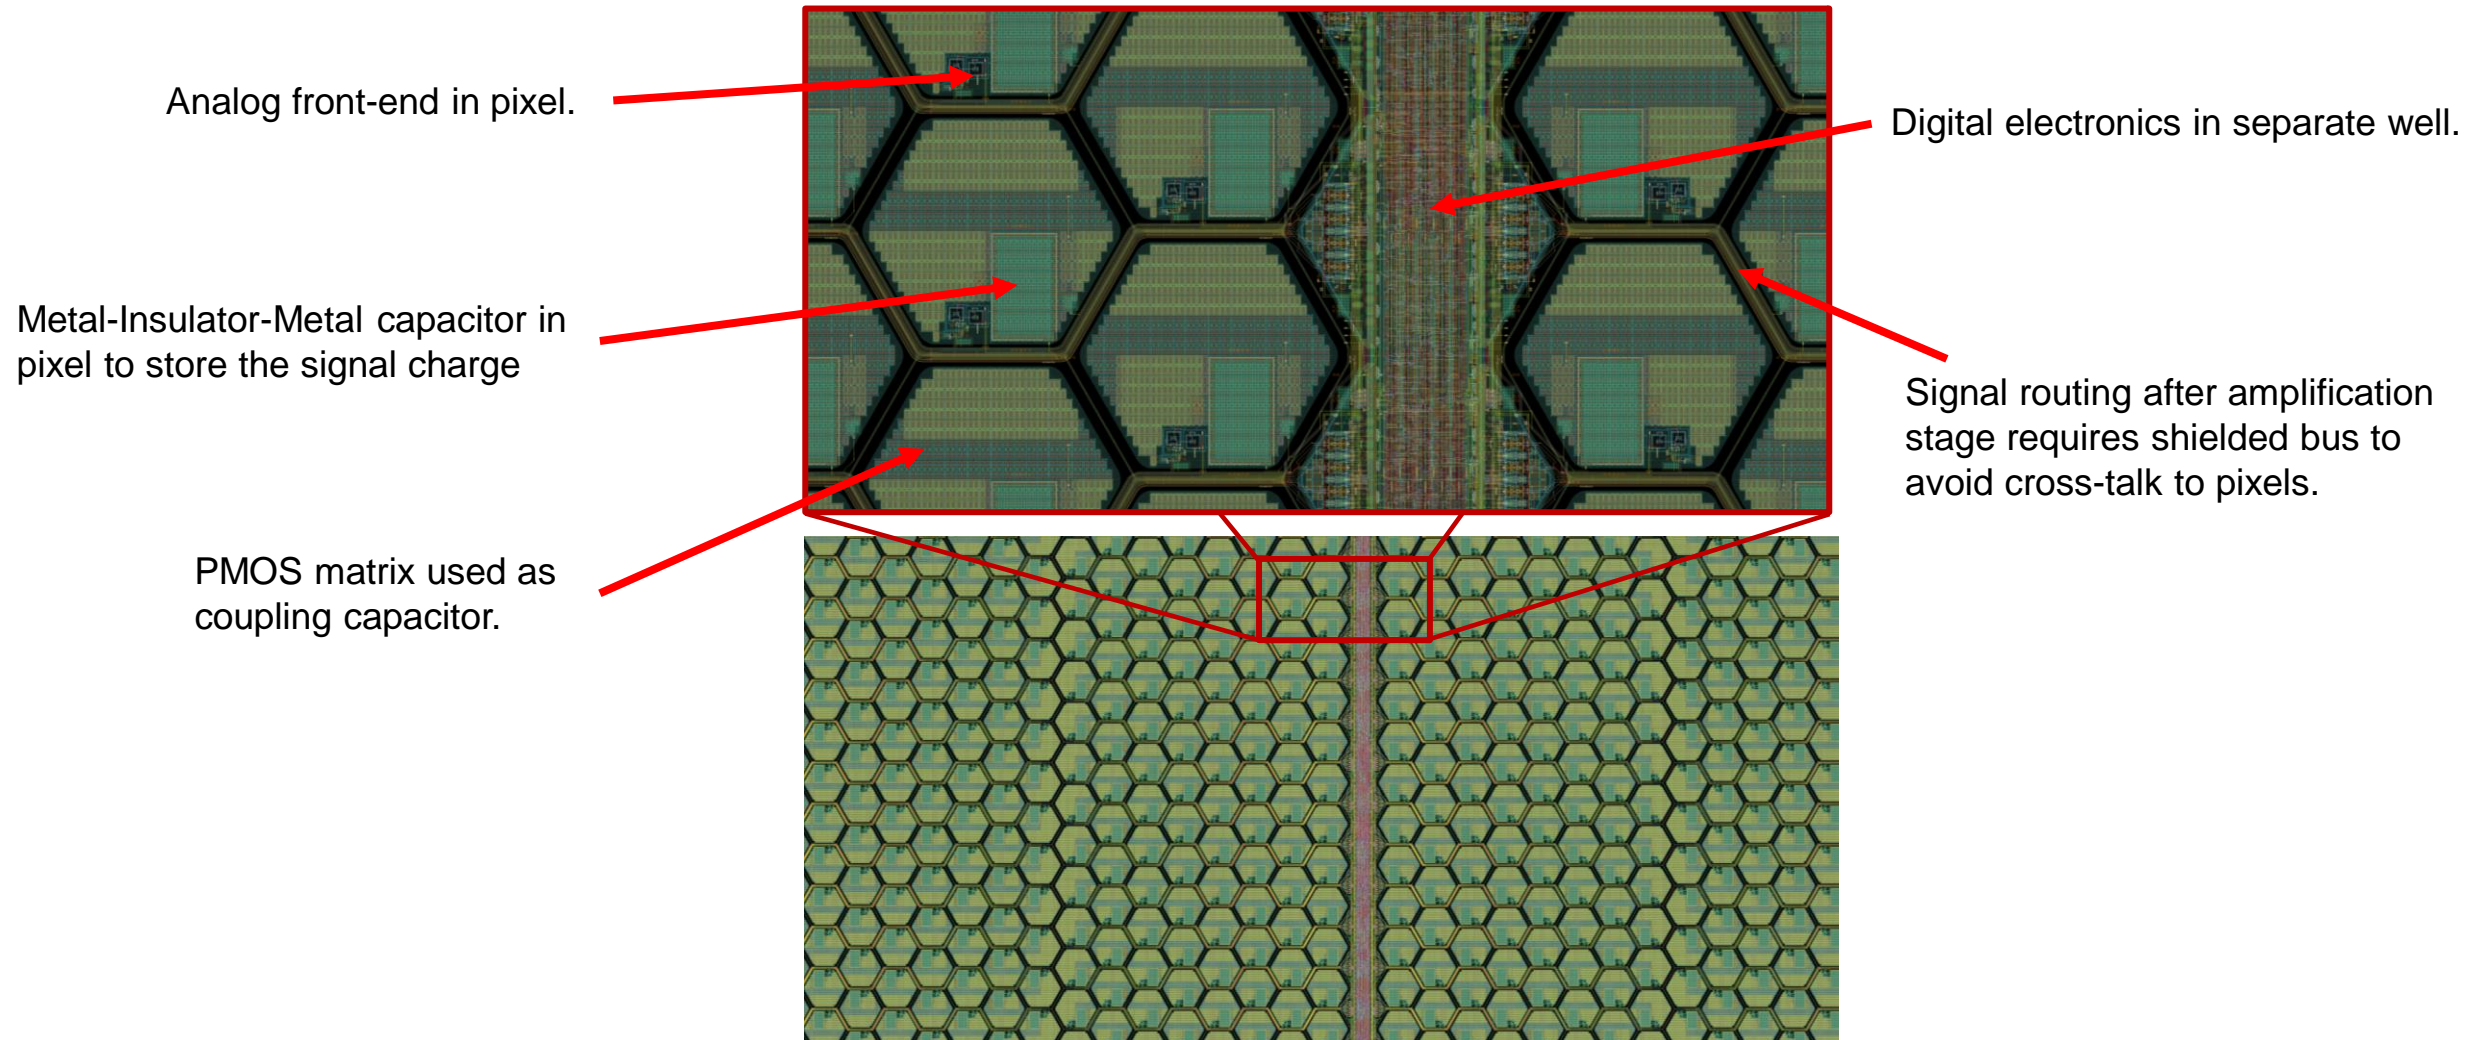 Analog front-end in pixel.
Digital electronics in separate well.
Metal-Insulator-Metal capacitor in
pixel to store the signal charge
Signal routing after amplification
stage requires shielded bus to
avoid cross-talk to pixels.
PMOS matrix used as
coupling capacitor.